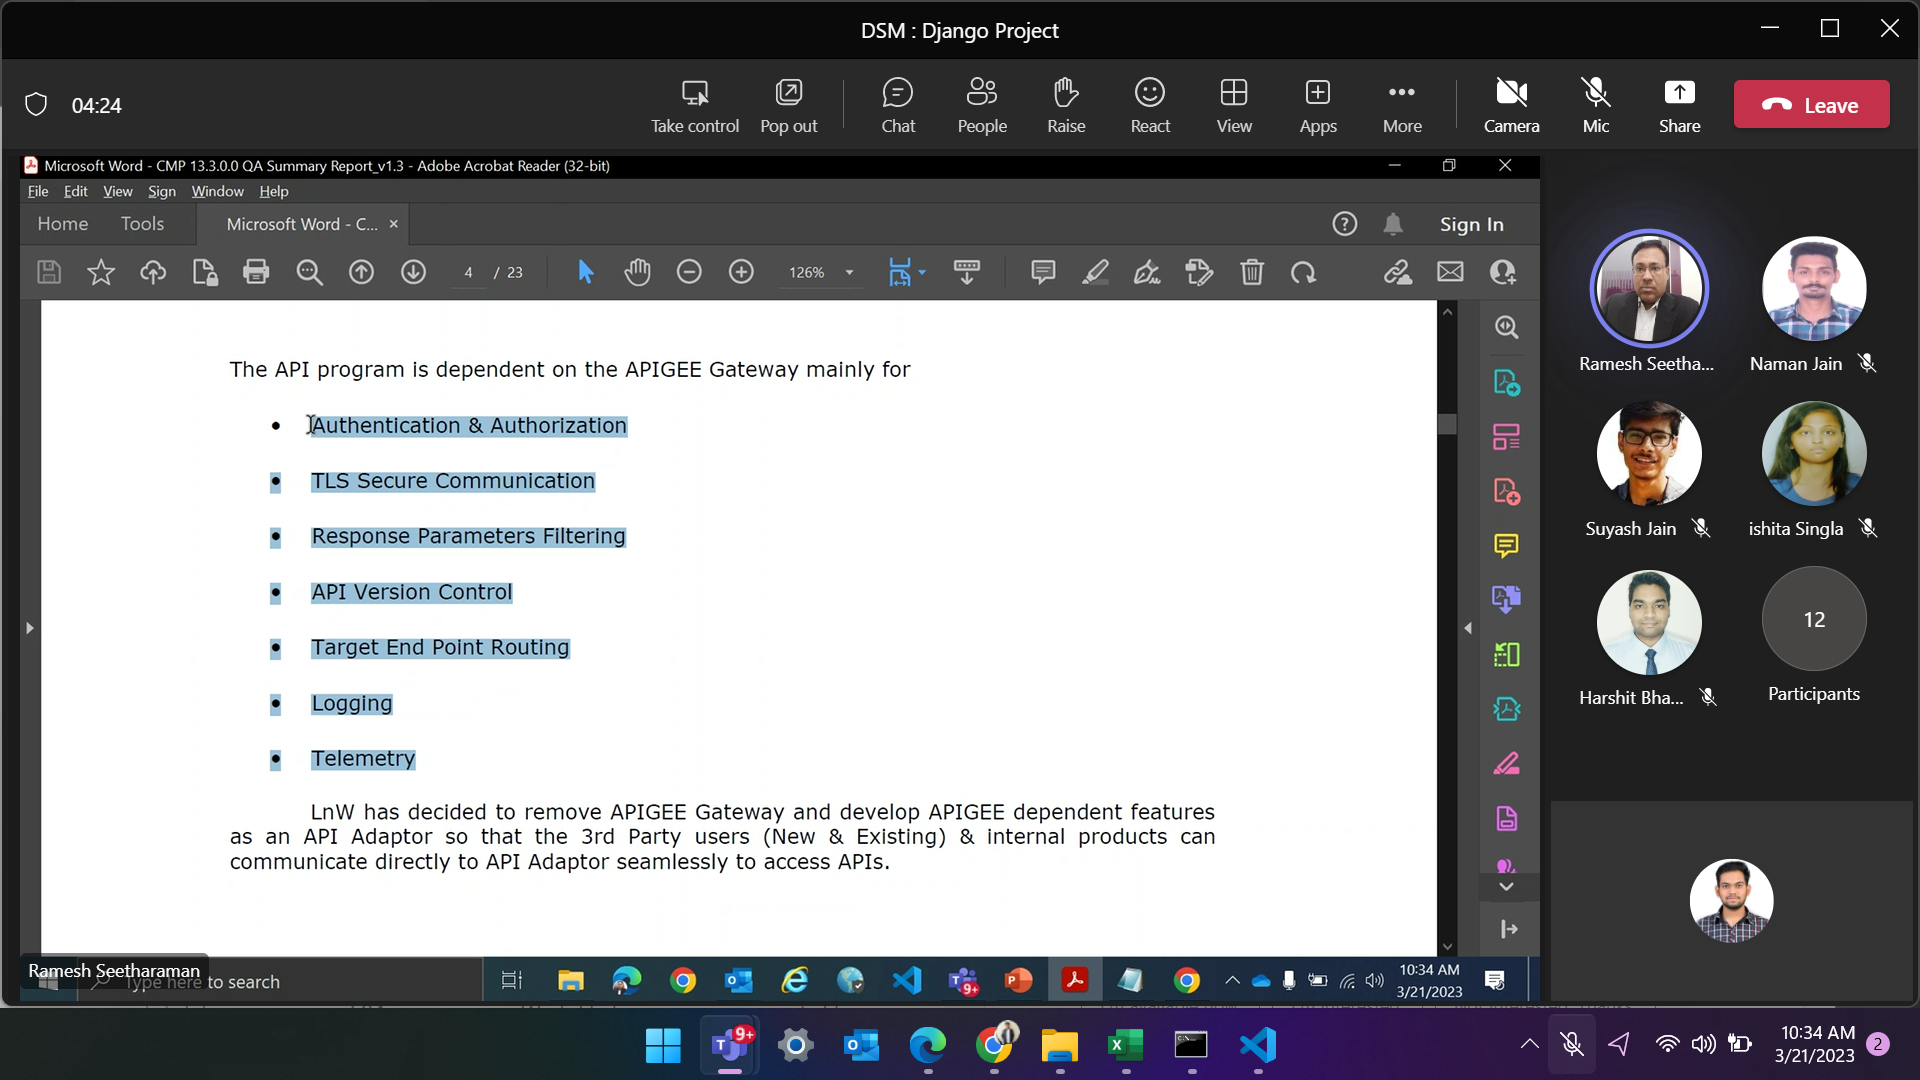 DSM : Django Project
04:24
Take control
Pop out
Chat
People
Raise
React
View
Apps
More
Camera
Mic
Share
Leave
Microsoft Word - CMP 13.3.0.0 QA Summary Report_v1.3 - Adobe Acrobat Reader (32-bit)
File Edit View Sign Window Help
Home Tools Microsoft Word - C... ×
Sign In
4 / 23
126%
The API program is dependent on the APIGEE Gateway mainly for
• Authentication & Authorization
• TLS Secure Communication
• Response Parameters Filtering
• API Version Control
• Target End Point Routing
• Logging
• Telemetry
LnW has decided to remove APIGEE Gateway and develop APIGEE dependent features
as an API Adaptor so that the 3rd Party users (New & Existing) & internal products can
communicate directly to API Adaptor seamlessly to access APIs.
Ramesh Seetha...
Naman Jain
Suyash Jain
ishita Singla
Harshit Bha...
12
Participants
Ramesh Seetharaman
Type here to search
9+
10:34 AM
3/21/2023
9+
10:34 AM
3/21/2023
2